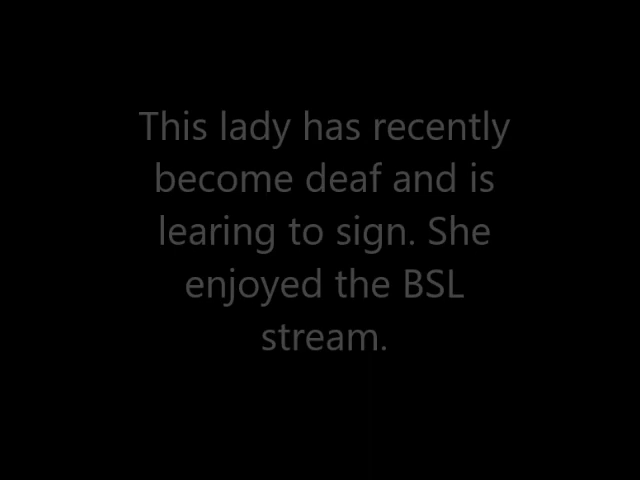 This lady has recently
become deaf and is
learing to sign. She
enjoyed the BSL
stream.